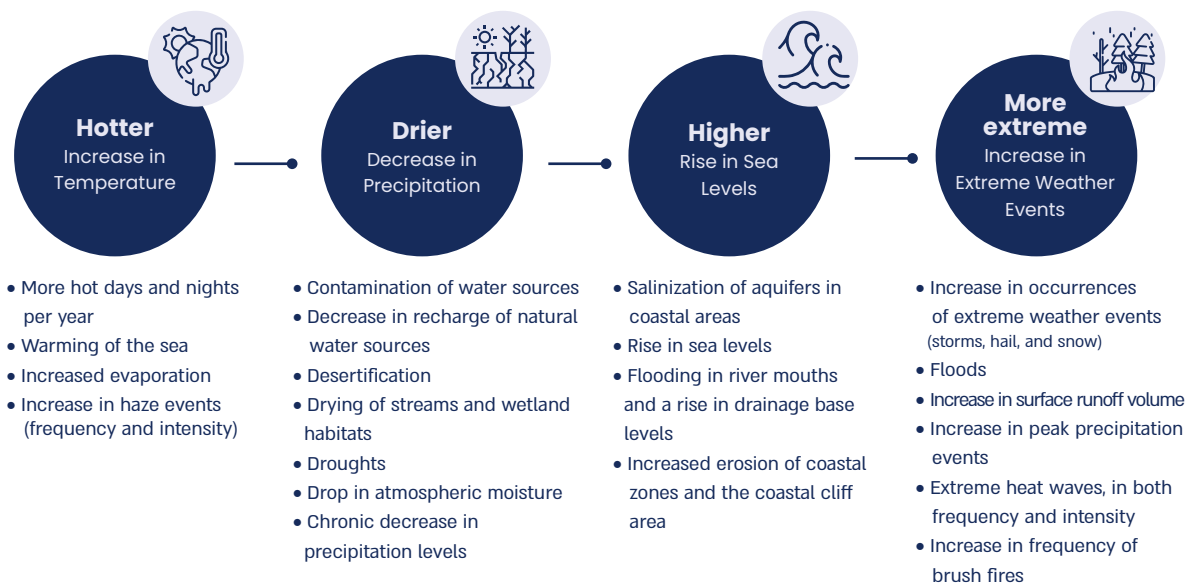 Hotter
Increase in
Temperature
• More hot days and nights
per year
• Warming of the sea
• Increased evaporation
• Increase in haze events
(frequency and intensity)
Drier
Decrease in
Precipitation
• Contamination of water sources
• Decrease in recharge of natural
water sources
• Desertification
• Drying of streams and wetland
habitats
• Droughts
• Drop in atmospheric moisture
• Chronic decrease in
precipitation levels
Higher
Rise in Sea
Levels
• Salinization of aquifers in
coastal areas
• Rise in sea levels
• Flooding in river mouths
and a rise in drainage base
levels
• Increased erosion of coastal
zones and the coastal cliff
area
More
extreme
Increase in
Extreme Weather
Events
• Increase in occurrences
of extreme weather events
(storms, hail, and snow)
• Floods
• Increase in surface runoff volume
• Increase in peak precipitation
events
• Extreme heat waves, in both
frequency and intensity
• Increase in frequency of
brush fires